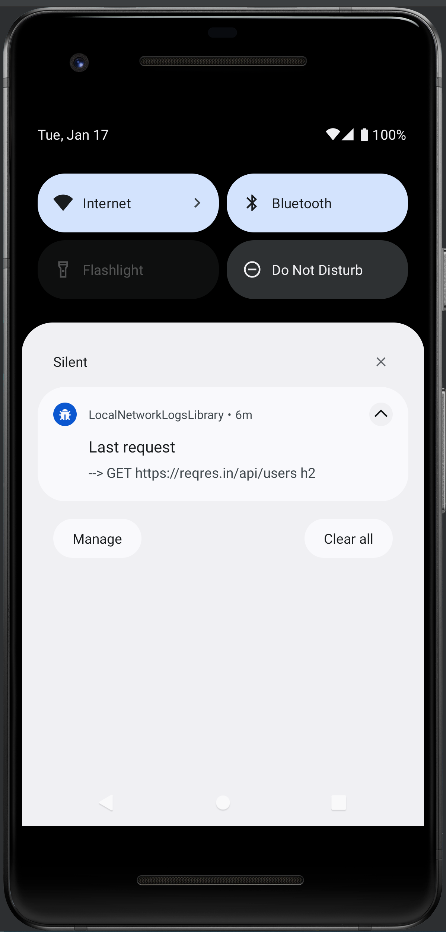 Tue, Jan 17
100%
Internet
Bluetooth
Flashlight
Do Not Disturb
Silent
LocalNetworkLogsLibrary • 6m
Last request
--> GET https://reqres.in/api/users h2
Manage
Clear all